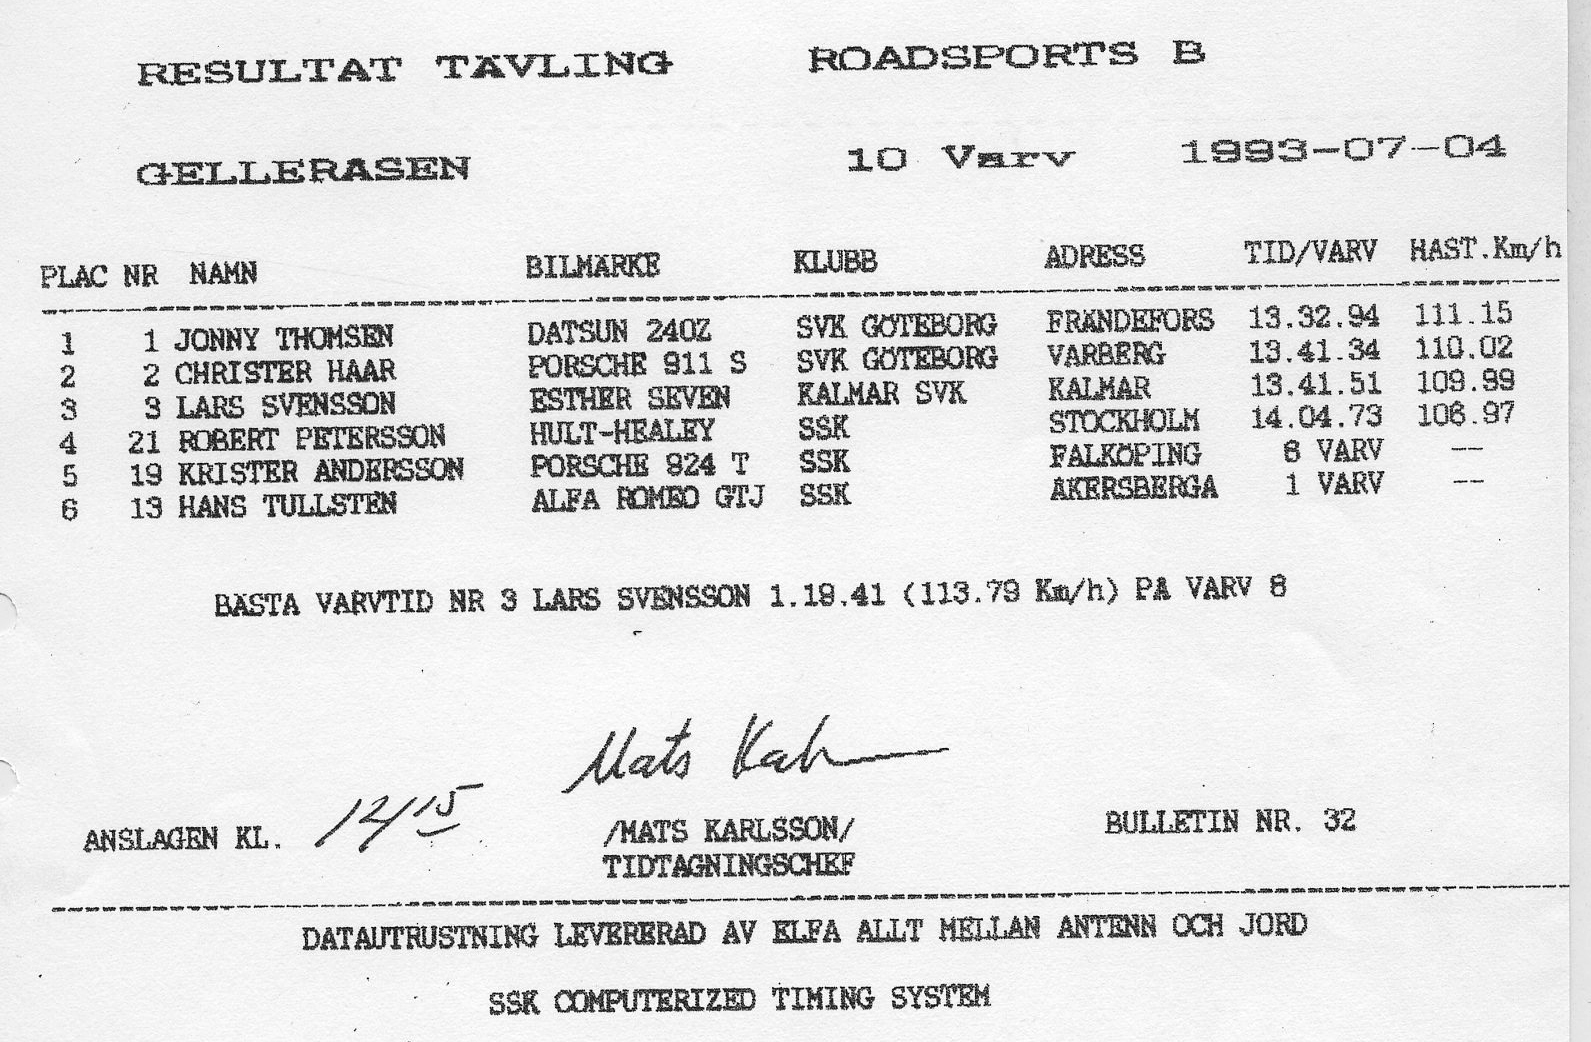 RESULTAT TÄVLING ROADSPORTS B
GELLERÅSEN 10 Varv 1993-07-04
PLAC NR NAMN BILMÄRKE KLUBB ADRESS TID/VARV HAST.Km/h
1 1 JONNY THOMSEN DATSUN 240Z SVK GÖTEBORG FRÄNDEFORS 13.32.94 111.15
2 2 CHRISTER HAAR PORSCHE 911 S SVK GÖTEBORG VARBERG 13.41.34 110.02
3 3 LARS SVENSSON ESTHER SEVEN KALMAR SVK KALMAR 13.41.51 109.99
4 21 ROBERT PETERSSON HULT-HEALEY SSK STOCKHOLM 14.04.73 106.97
5 19 KRISTER ANDERSSON PORSCHE 924 T SSK FALKÖPING 6 VARV --
6 13 HANS TULLSTEN ALFA ROMEO GTJ SSK ÅKERSBERGA 1 VARV --
BÄSTA VARVTID NR 3 LARS SVENSSON 1.19.41 (113.79 Km/h) PÅ VARV 8
Mats Kah
ANSLAGEN KL. 14/15 /MATS KARLSSON/ BULLETIN NR. 32
TIDTAGNINGSCHEF
DATAUTRUSTNING LEVERERAD AV ELFA ALLT MELLAN ANTENN OCH JORD
SSK COMPUTERIZED TIMING SYSTEM